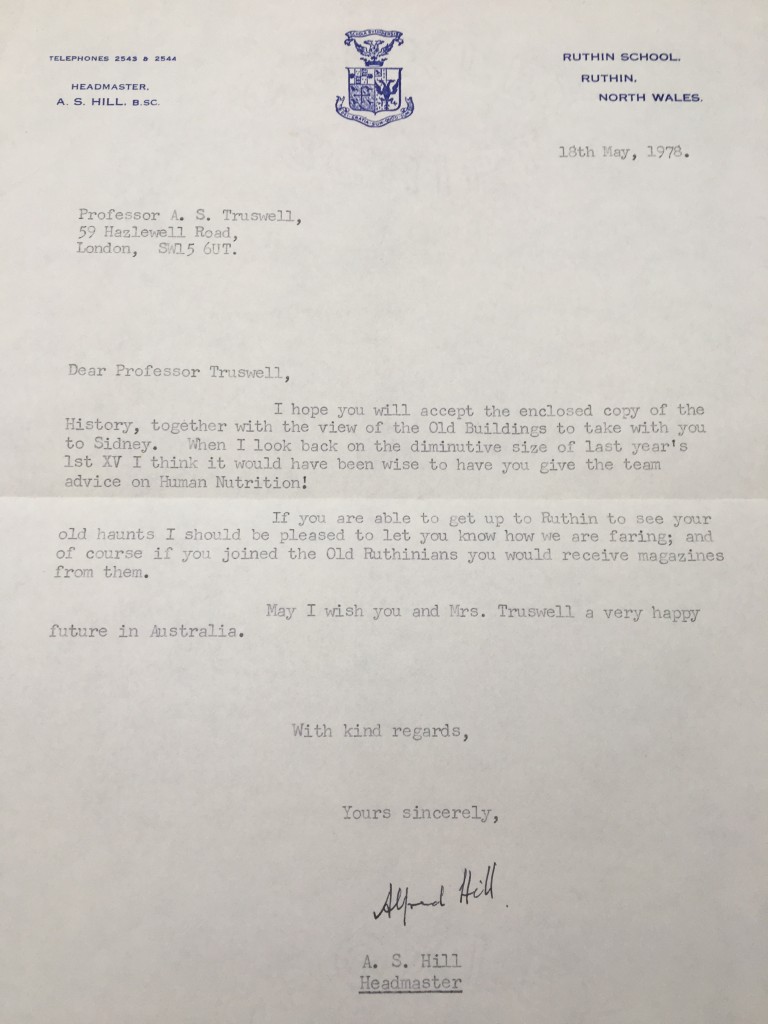 TELEPHONES 2543 & 2544
HEADMASTER.
A. S. HILL. B.SC.
RUTHIN SCHOOL.
RUTHIN.
NORTH WALES.
18th May, 1978.
Professor A. S. Truswell,
59 Hazlewell Road,
London, SW15 6UT.
Dear Professor Truswell,
I hope you will accept the enclosed copy of the
History, together with the view of the Old Buildings to take with you
to Sidney. When I look back on the diminutive size of last year's
1st XV I think it would have been wise to have you give the team
advice on Human Nutrition!
If you are able to get up to Ruthin to see your
old haunts I should be pleased to let you know how we are faring; and
of course if you joined the Old Ruthinians you would receive magazines
from them.
May I wish you and Mrs. Truswell a very happy
future in Australia.
With kind regards,
Yours sincerely,
Alfred Hill.
A. S. Hill
Headmaster